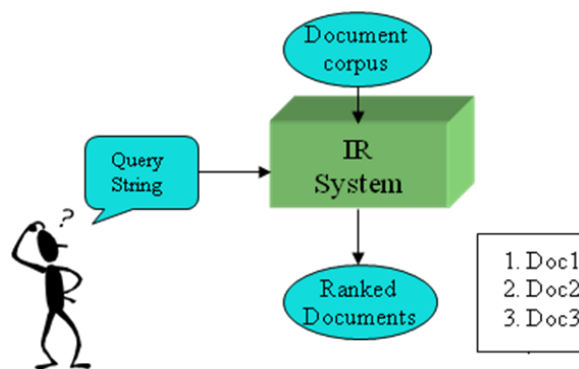 Document
corpus
Query
String
IR
System
?
Ranked
Documents
1. Doc1
2. Doc2
3. Doc3